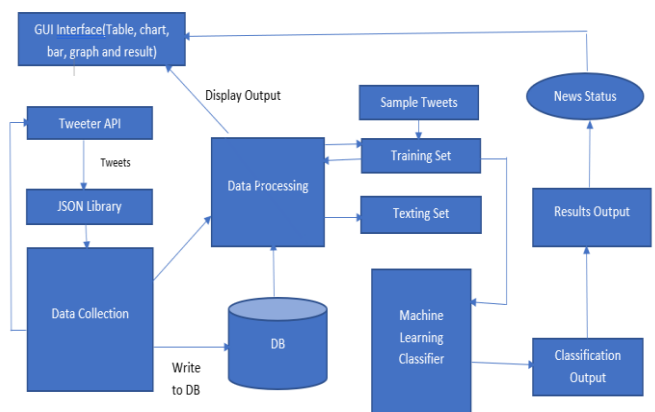 GUI Interface(Table, chart,
bar, graph and result)
Display Output
Sample Tweets
News Status
Tweeter API
Tweets
Training Set
Data Processing
JSON Library
Texting Set
Results Output
Data Collection
DB
Machine
Learning
Classifier
Write
to DB
Classification
Output